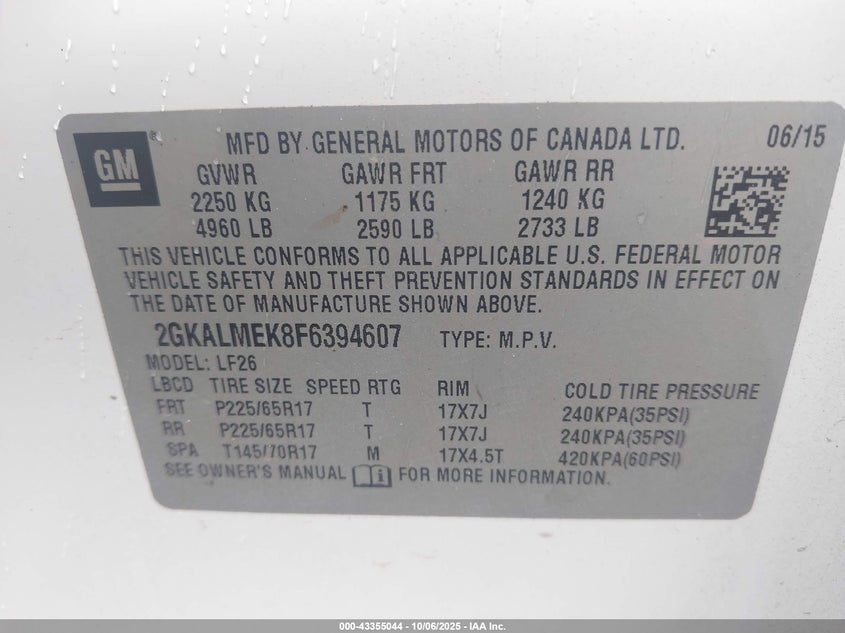 GM
MFD BY GENERAL MOTORS OF CANADA LTD. 06/15
GVWR GAWR FRT GAWR RR
2250 KG 1175 KG 1240 KG
4960 LB 2590 LB 2733 LB
THIS VEHICLE CONFORMS TO ALL APPLICABLE U.S. FEDERAL MOTOR
VEHICLE SAFETY AND THEFT PREVENTION STANDARDS IN EFFECT ON
THE DATE OF MANUFACTURE SHOWN ABOVE.
2GKALMEK8F6394607 TYPE: M.P.V.
MODEL: LF26
LBCD TIRE SIZE SPEED RTG RIM COLD TIRE PRESSURE
FRT P225/65R17 T 17X7J 240KPA(35PSI)
RR P225/65R17 T 17X7J 240KPA(35PSI)
SPA T145/70R17 M 17X4.5T 420KPA(60PSI)
SEE OWNER'S MANUAL FOR MORE INFORMATION.
000-43355044 - 10/06/2025 - IAA Inc.